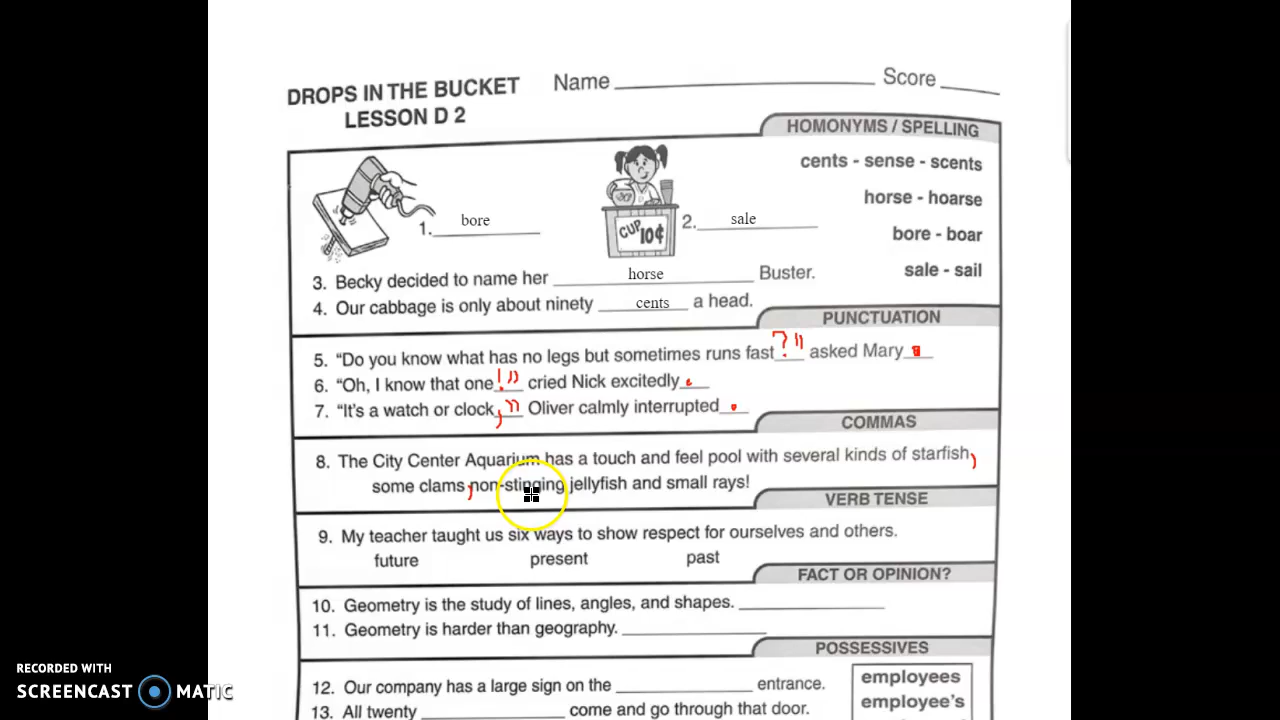 DROPS IN THE BUCKET Name ____ Score ____
LESSON D 2
HOMONYMS / SPELLING
cents - sense - scents
horse - hoarse
bore - boar
sale - sail
1. bore
CUP 10¢
2. sale
3. Becky decided to name her horse Buster.
4. Our cabbage is only about ninety cents a head.
PUNCTUATION
5. “Do you know what has no legs but sometimes runs fast?” asked Mary.
6. “Oh, I know that one!” cried Nick excitedly.
7. “It's a watch or clock,” Oliver calmly interrupted.
COMMAS
8. The City Center Aquarium has a touch and feel pool with several kinds of starfish,
some clams, non-stinging jellyfish and small rays!
VERB TENSE
9. My teacher taught us six ways to show respect for ourselves and others.
future present past
FACT OR OPINION?
10. Geometry is the study of lines, angles, and shapes. ____
11. Geometry is harder than geography. ____
POSSESSIVES
12. Our company has a large sign on the ____ entrance.
13. All twenty ____ come and go through that door.
employees
employee's
RECORDED WITH
SCREENCAST MATIC